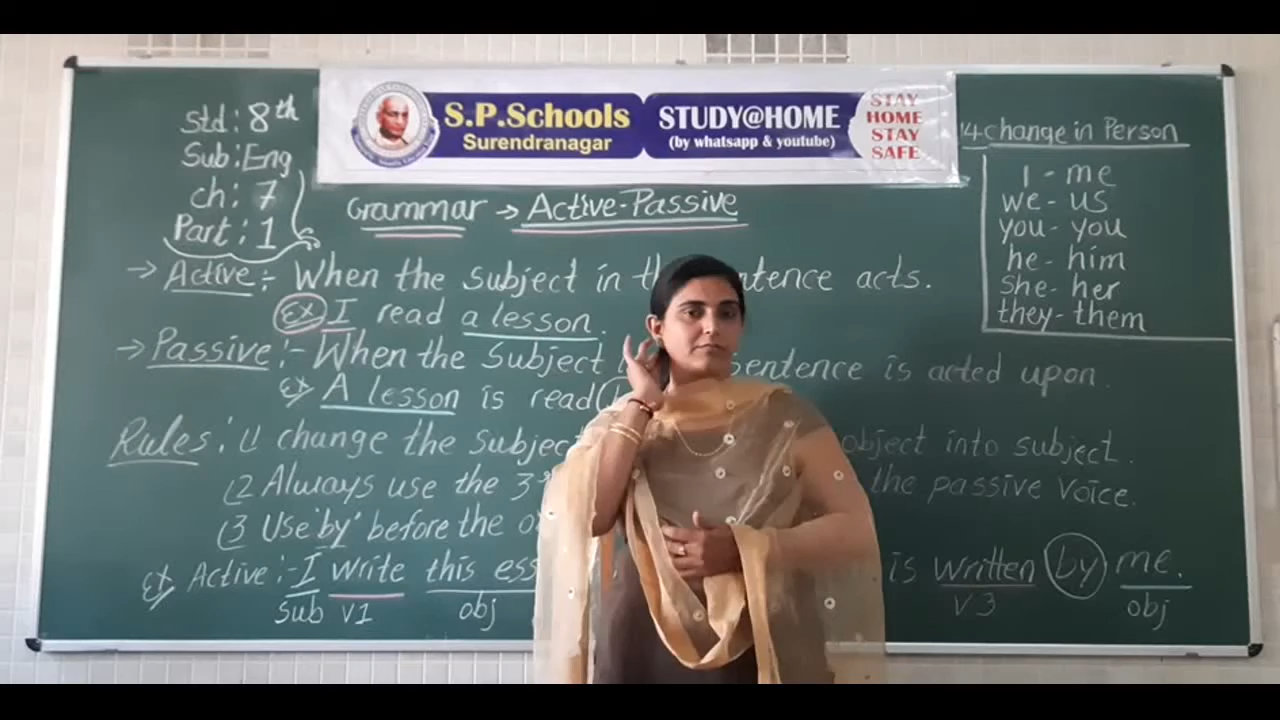 Std: 8th
Sub: Eng
ch: 7
Part: 1
S.P.Schools
Surendranagar
STUDY@HOME
(by whatsapp & youtube)
STAY
HOME
STAY
SAFE
Grammar → Active-Passive
→ Active :- When the subject in the sentence acts.
Ex I read a lesson.
→ Passive :- When the subject sentence is acted upon.
Ex A lesson is read
Rules: (1 change the subject object into subject.
(2 Always use the 3 the passive voice.
(3 Use 'by' before the
Ex Active :- I write this is written by me.
sub v1 obj v3 obj
(4 change in Person
I - me
we - us
you - you
he - him
she - her
they - them